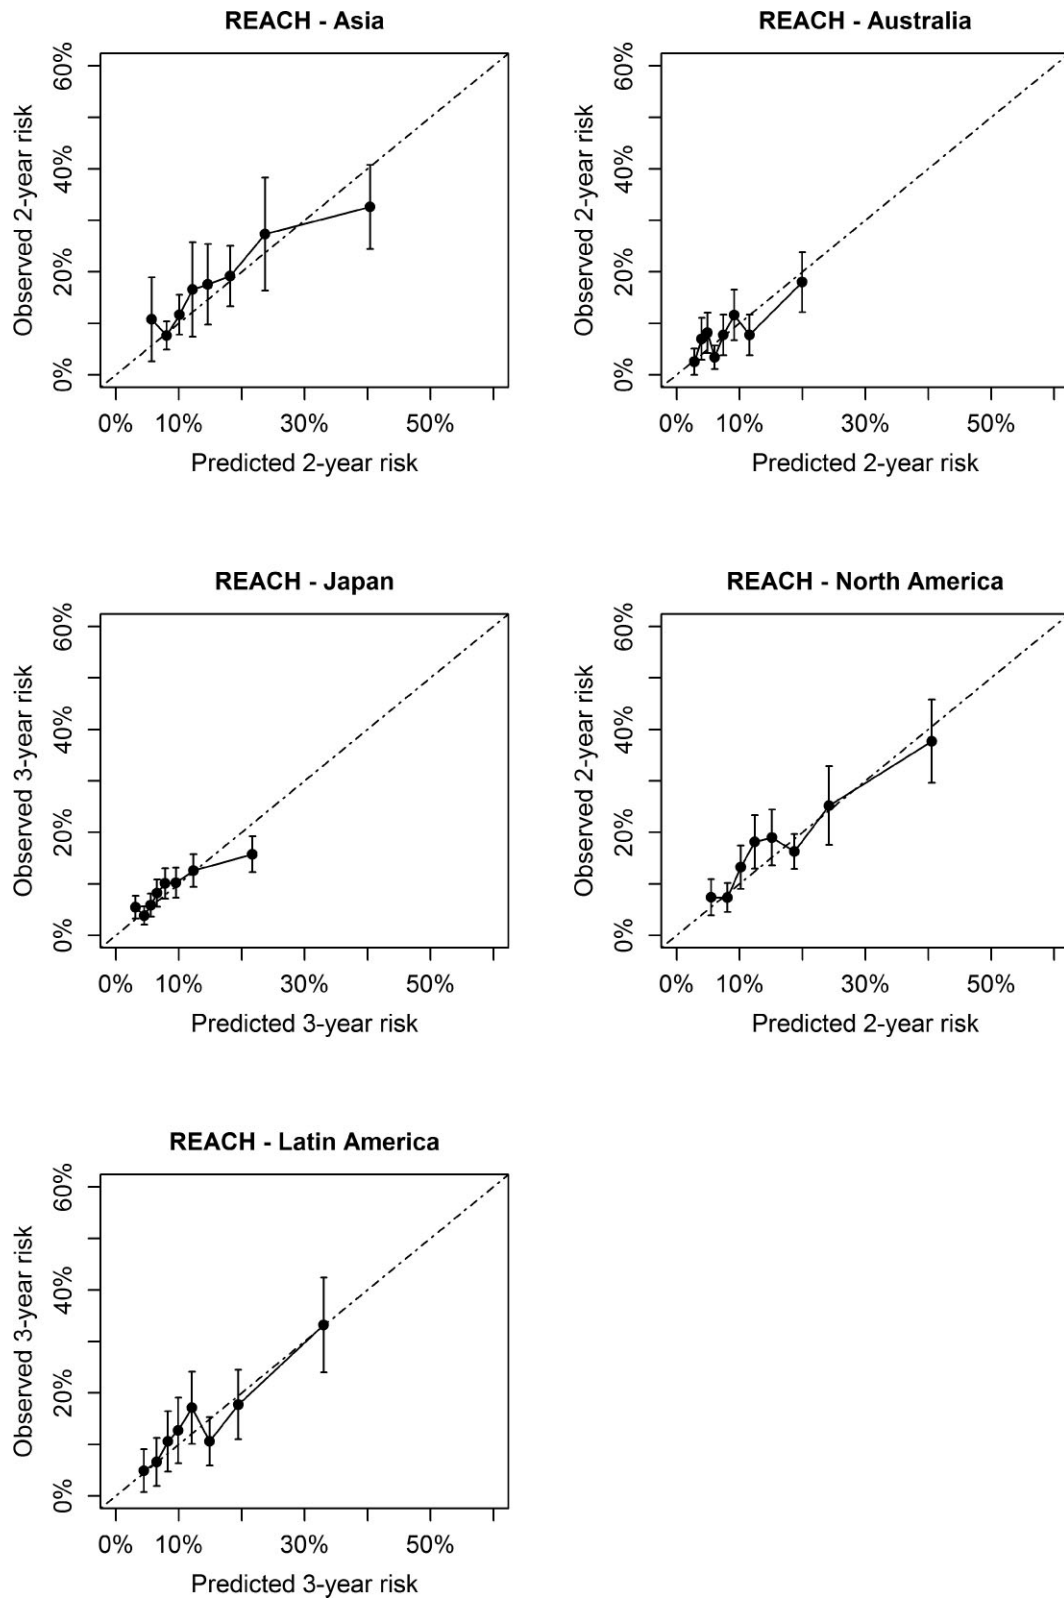 REACH - Asia
Observed 2-year risk
60%
40%
20%
0%
0% 10% 30% 50%
Predicted 2-year risk
REACH - Australia
Observed 2-year risk
60%
40%
20%
0%
0% 10% 30% 50%
Predicted 2-year risk
REACH - Japan
Observed 3-year risk
60%
40%
20%
0%
0% 10% 30% 50%
Predicted 3-year risk
REACH - North America
Observed 2-year risk
60%
40%
20%
0%
0% 10% 30% 50%
Predicted 2-year risk
REACH - Latin America
Observed 3-year risk
60%
40%
20%
0%
0% 10% 30% 50%
Predicted 3-year risk